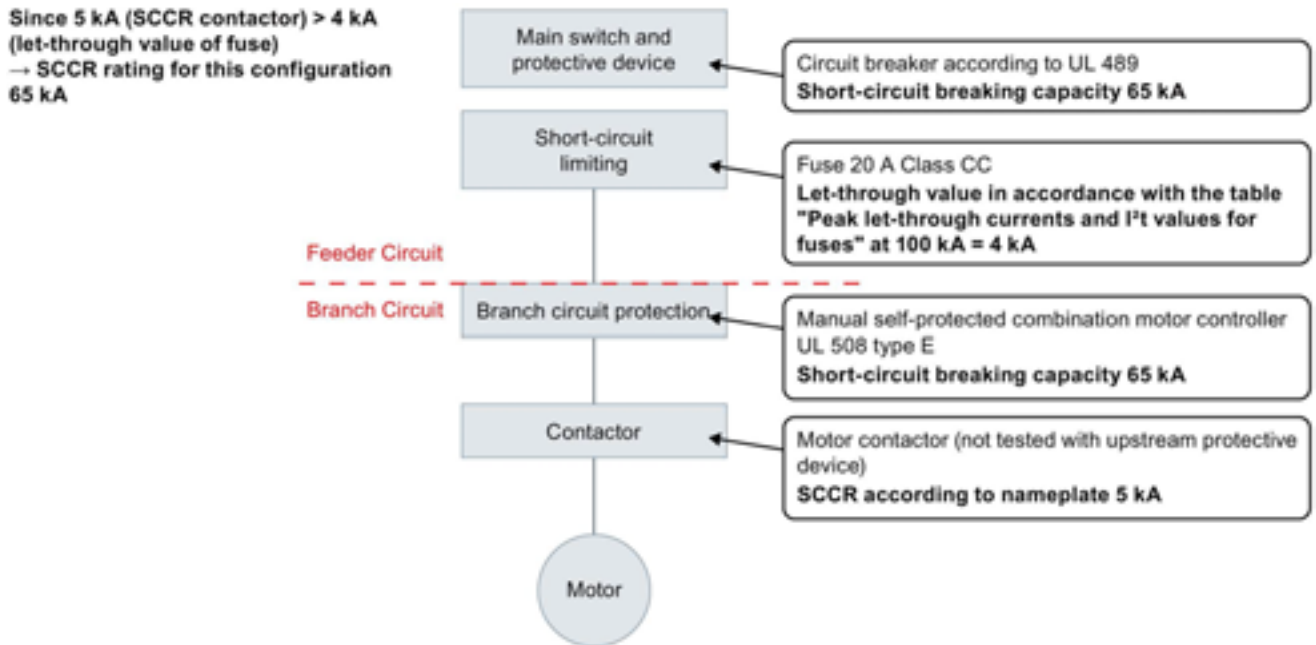 Since 5 kA (SCCR contactor) > 4 kA
(let-through value of fuse)
→ SCCR rating for this configuration
65 kA
Main switch and
protective device
Circuit breaker according to UL 489
Short-circuit breaking capacity 65 kA
Short-circuit
limiting
Fuse 20 A Class CC
Let-through value in accordance with the table
"Peak let-through currents and I²t values for
fuses" at 100 kA = 4 kA
Feeder Circuit
Branch Circuit
Branch circuit protection
Manual self-protected combination motor controller
UL 508 type E
Short-circuit breaking capacity 65 kA
Contactor
Motor contactor (not tested with upstream protective
device)
SCCR according to nameplate 5 kA
Motor